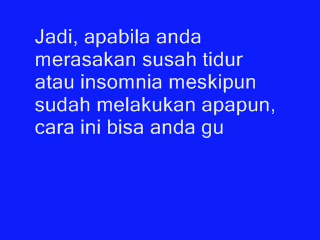 Jadi, apabila anda
merasakan susah tidur
atau insomnia meskipun
sudah melakukan apapun,
cara ini bisa anda gu